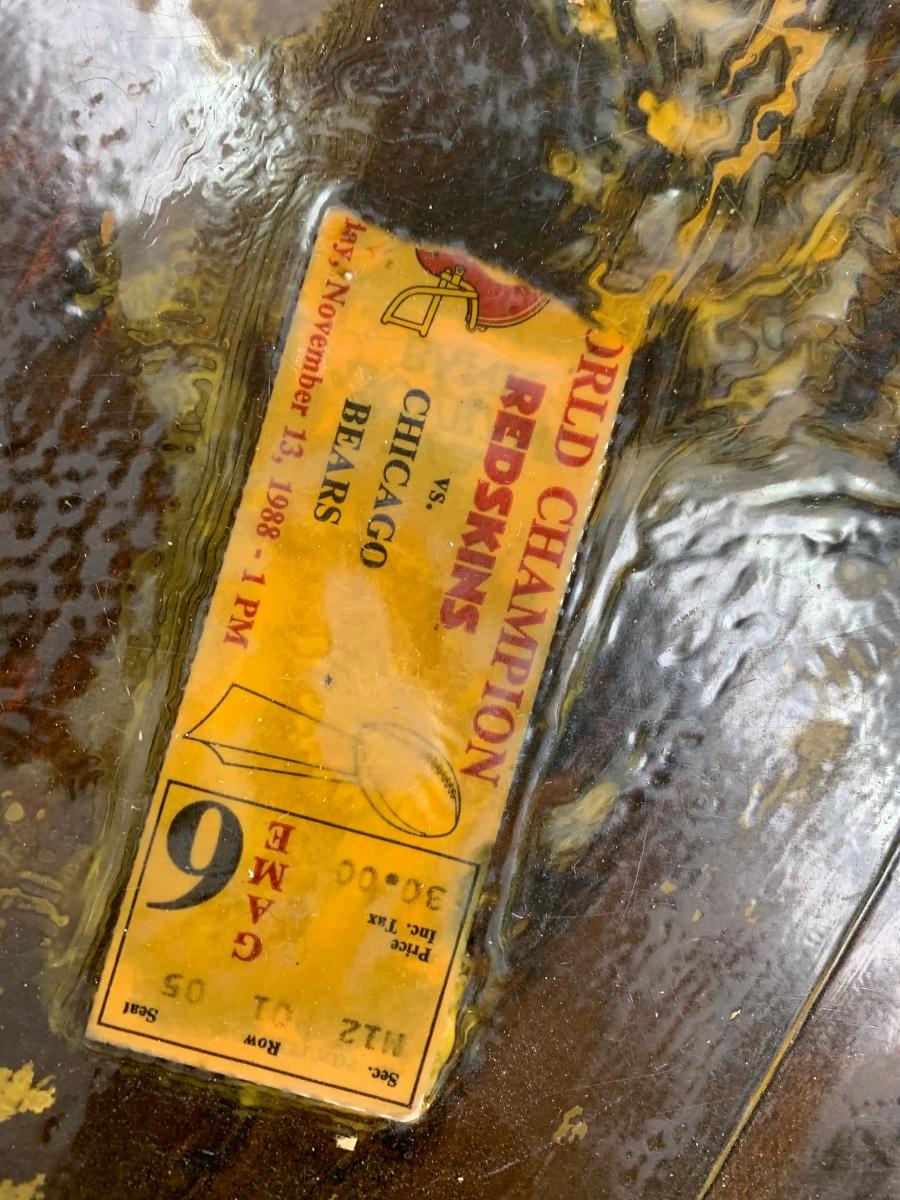 ORLD CHAMPION
REDSKINS
vs.
CHICAGO
BEARS
day, November 13, 1988 - 1 PM
Sec. Row Seat
M12 01 05
Price
Inc. Tax
30.00
GAME
6